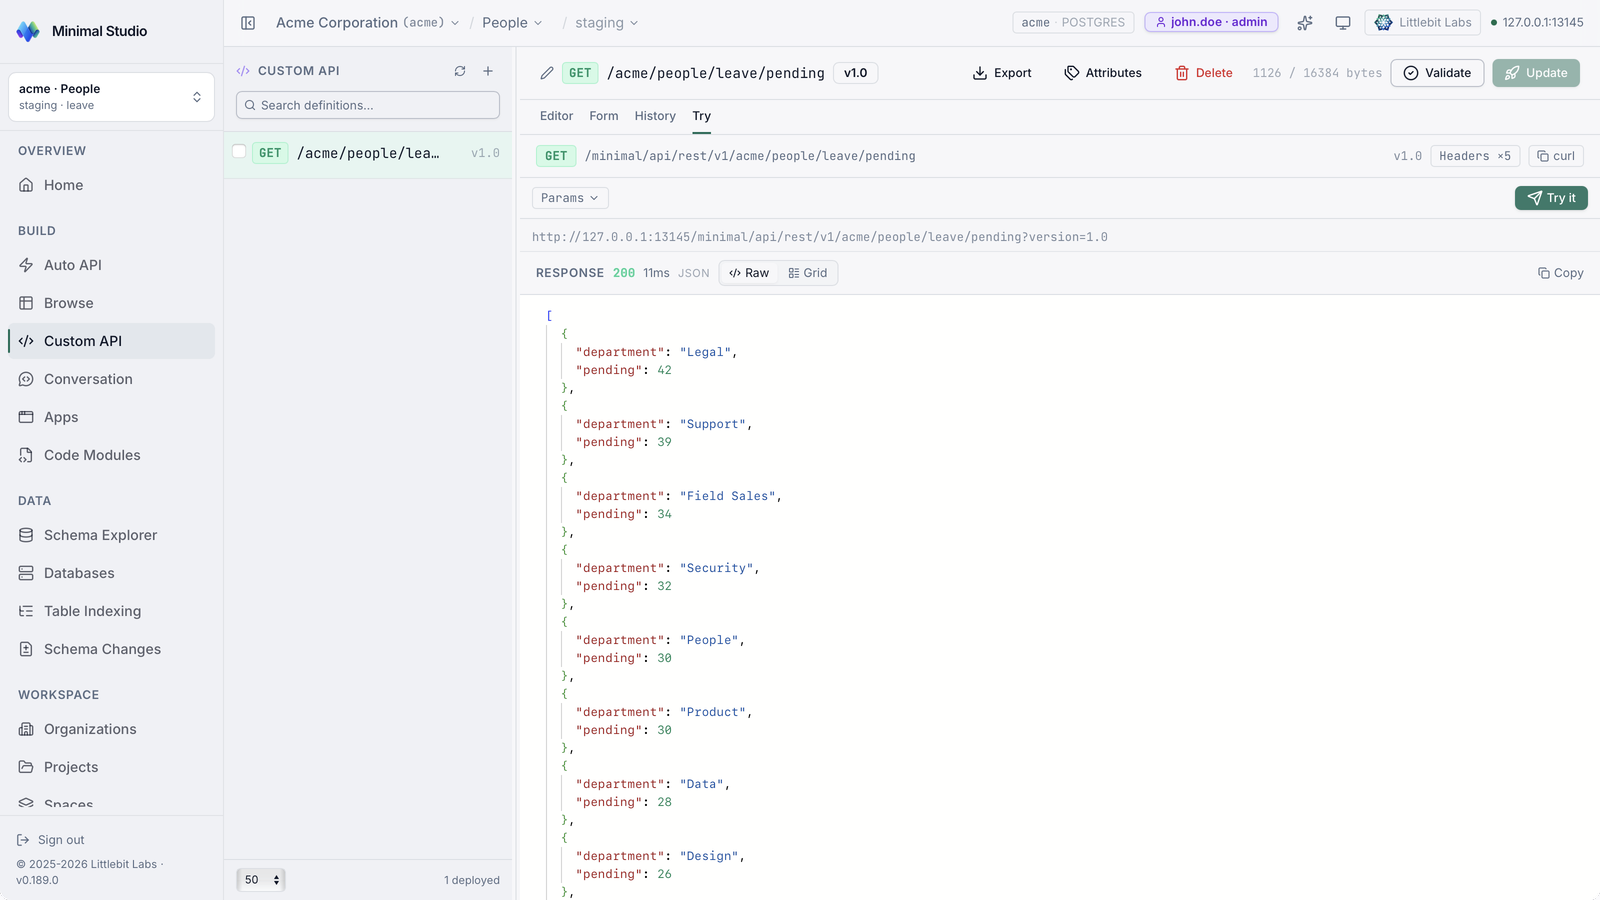 Minimal Studio
Acme Corporation (acme) / People / staging
acme · POSTGRES
john.doe · admin
Littlebit Labs
127.0.0.1:13145
acme · People
staging · leave
OVERVIEW
Home
BUILD
Auto API
Browse
Custom API
Conversation
Apps
Code Modules
DATA
Schema Explorer
Databases
Table Indexing
Schema Changes
WORKSPACE
Organizations
Projects
Spaces
Sign out
© 2025-2026 Littlebit Labs ·
v0.189.0
CUSTOM API
Search definitions...
GET /acme/people/lea… v1.0
50
1 deployed
GET /acme/people/leave/pending v1.0
Export
Attributes
Delete
1126 / 16384 bytes
Validate
Update
Editor Form History Try
GET /minimal/api/rest/v1/acme/people/leave/pending
v1.0 Headers ×5 curl
Params
Try it
http://127.0.0.1:13145/minimal/api/rest/v1/acme/people/leave/pending?version=1.0
RESPONSE 200 11ms JSON Raw Grid
Copy
[
{
"department": "Legal",
"pending": 42
},
{
"department": "Support",
"pending": 39
},
{
"department": "Field Sales",
"pending": 34
},
{
"department": "Security",
"pending": 32
},
{
"department": "People",
"pending": 30
},
{
"department": "Product",
"pending": 30
},
{
"department": "Data",
"pending": 28
},
{
"department": "Design",
"pending": 26
},